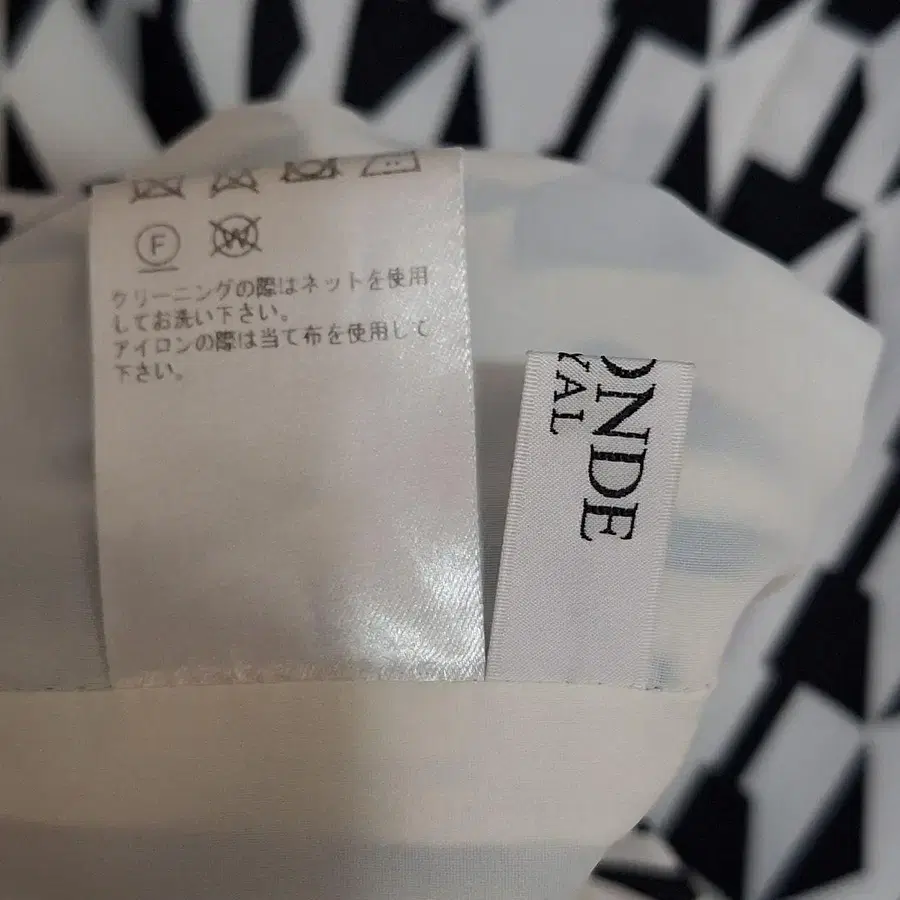 F
W
クリーニングの際はネットを使用
してお洗い下さい。
アイロンの際は当て布を使用して
下さい。
ONDE
YAL